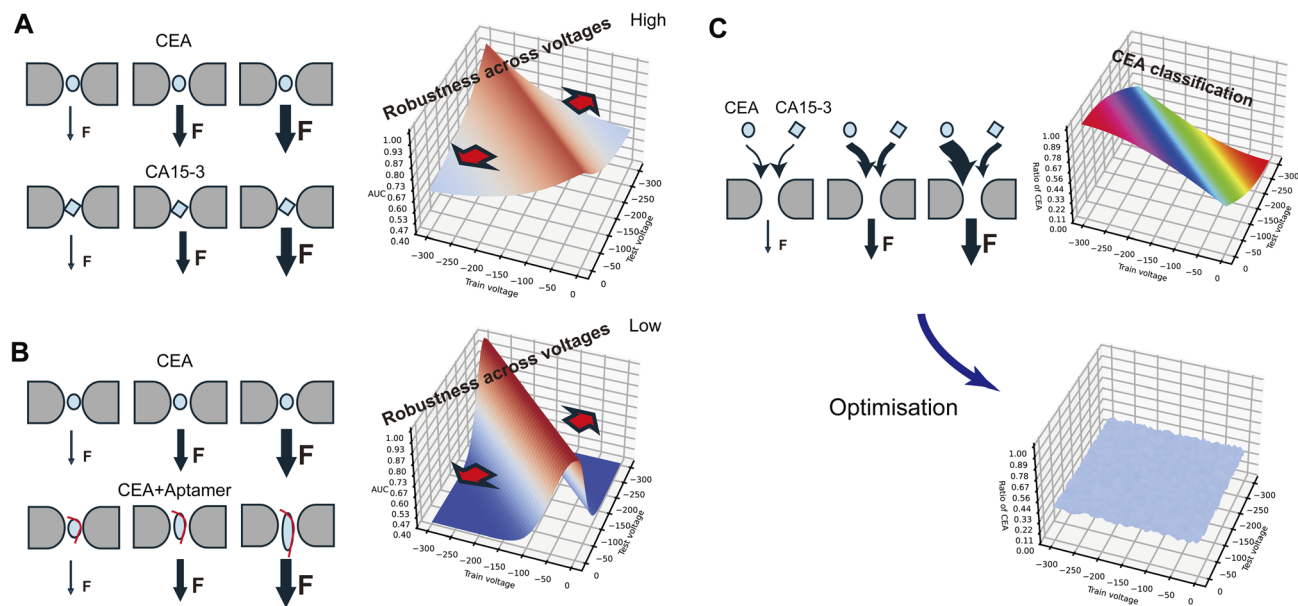 A
CEA
F
F
F
CA15-3
F
F
F
Robustness across voltages
High
1.00
0.93
0.87
0.80
0.73
0.67
0.60
0.53
0.47
0.40
AUC
−300
−250
−200
−150
−100
−50
0
Train voltage
−300
−250
−200
−150
−100
−50
0
Test voltage
B
CEA
F
F
F
CEA+Aptamer
F
F
F
Robustness across voltages
Low
1.00
0.93
0.87
0.80
0.73
0.67
0.60
0.53
0.47
0.40
AUC
−300
−250
−200
−150
−100
−50
0
Train voltage
−300
−250
−200
−150
−100
−50
0
Test voltage
C
CEA CA15-3
F
F
F
CEA classification
1.00
0.89
0.78
0.67
0.56
0.44
0.33
0.22
0.11
0.00
Ratio of CEA
−300
−250
−200
−150
−100
−50
0
Train voltage
−300
−250
−200
−150
−100
−50
0
Test voltage
Optimisation
1.00
0.89
0.78
0.67
0.56
0.44
0.33
0.22
0.11
0.00
Ratio of CEA
−300
−250
−200
−150
−100
−50
0
Train voltage
−300
−250
−200
−150
−100
−50
0
Test voltage